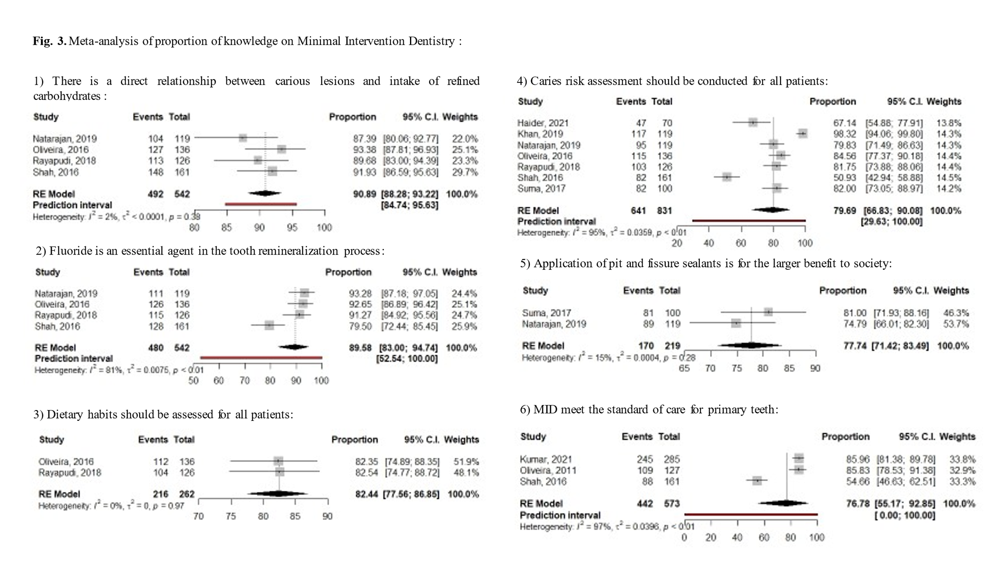 Fig. 3. Meta-analysis of proportion of knowledge on Minimal Intervention Dentistry :
1) There is a direct relationship between carious lesions and intake of refined
carbohydrates :
Study Events Total Proportion 95% C.I. Weights
Natarajan, 2019 104 119 87.39 [80.06; 92.77] 22.0%
Oliveira, 2016 127 136 93.38 [87.81; 96.93] 25.1%
Rayapudi, 2018 113 126 89.68 [83.00; 94.39] 23.3%
Shah, 2016 148 161 91.93 [86.59; 95.63] 29.7%
RE Model 492 542 90.89 [88.28; 93.22] 100.0%
Prediction interval [84.74; 95.63]
Heterogeneity: I² = 2%, τ² < 0.0001, p = 0.38
80 85 90 95 100
2) Fluoride is an essential agent in the tooth remineralization process:
Study Events Total Proportion 95% C.I. Weights
Natarajan, 2019 111 119 93.28 [87.18; 97.05] 24.4%
Oliveira, 2016 126 136 92.65 [86.89; 96.42] 25.1%
Rayapudi, 2018 115 126 91.27 [84.92; 95.56] 24.7%
Shah, 2016 128 161 79.50 [72.44; 85.45] 25.9%
RE Model 480 542 89.58 [83.00; 94.74] 100.0%
Prediction interval [52.54; 100.00]
Heterogeneity: I² = 81%, τ² = 0.0075, p < 0.01
50 60 70 80 90 100
3) Dietary habits should be assessed for all patients:
Study Events Total Proportion 95% C.I. Weights
Oliveira, 2016 112 136 82.35 [74.89; 88.35] 51.9%
Rayapudi, 2018 104 126 82.54 [74.77; 88.72] 48.1%
RE Model 216 262 82.44 [77.56; 86.85] 100.0%
Heterogeneity: I² = 0%, τ² = 0, p = 0.97
70 75 80 85 90
4) Caries risk assessment should be conducted for all patients:
Study Events Total Proportion 95% C.I. Weights
Haider, 2021 47 70 67.14 [54.88; 77.91] 13.8%
Khan, 2019 117 119 98.32 [94.06; 99.80] 14.3%
Natarajan, 2019 95 119 79.83 [71.49; 86.63] 14.3%
Oliveira, 2016 115 136 84.56 [77.37; 90.18] 14.4%
Rayapudi, 2018 103 126 81.75 [73.88; 88.06] 14.4%
Shah, 2016 82 161 50.93 [42.94; 58.88] 14.5%
Suma, 2017 82 100 82.00 [73.05; 88.97] 14.2%
RE Model 641 831 79.69 [66.83; 90.08] 100.0%
Prediction interval [29.63; 100.00]
Heterogeneity: I² = 95%, τ² = 0.0359, p < 0.01
20 40 60 80 100
5) Application of pit and fissure sealants is for the larger benefit to society:
Study Events Total Proportion 95% C.I. Weights
Suma, 2017 81 100 81.00 [71.93; 88.16] 46.3%
Natarajan, 2019 89 119 74.79 [66.01; 82.30] 53.7%
RE Model 170 219 77.74 [71.42; 83.49] 100.0%
Heterogeneity: I² = 15%, τ² = 0.0004, p = 0.28
65 70 75 80 85 90
6) MID meet the standard of care for primary teeth:
Study Events Total Proportion 95% C.I. Weights
Kumar, 2021 245 285 85.96 [81.38; 89.78] 33.8%
Oliveira, 2011 109 127 85.83 [78.53; 91.38] 32.9%
Shah, 2016 88 161 54.66 [46.63; 62.51] 33.3%
RE Model 442 573 76.78 [55.17; 92.85] 100.0%
Prediction interval [ 0.00; 100.00]
Heterogeneity: I² = 97%, τ² = 0.0396, p < 0.01
0 20 40 60 80 100